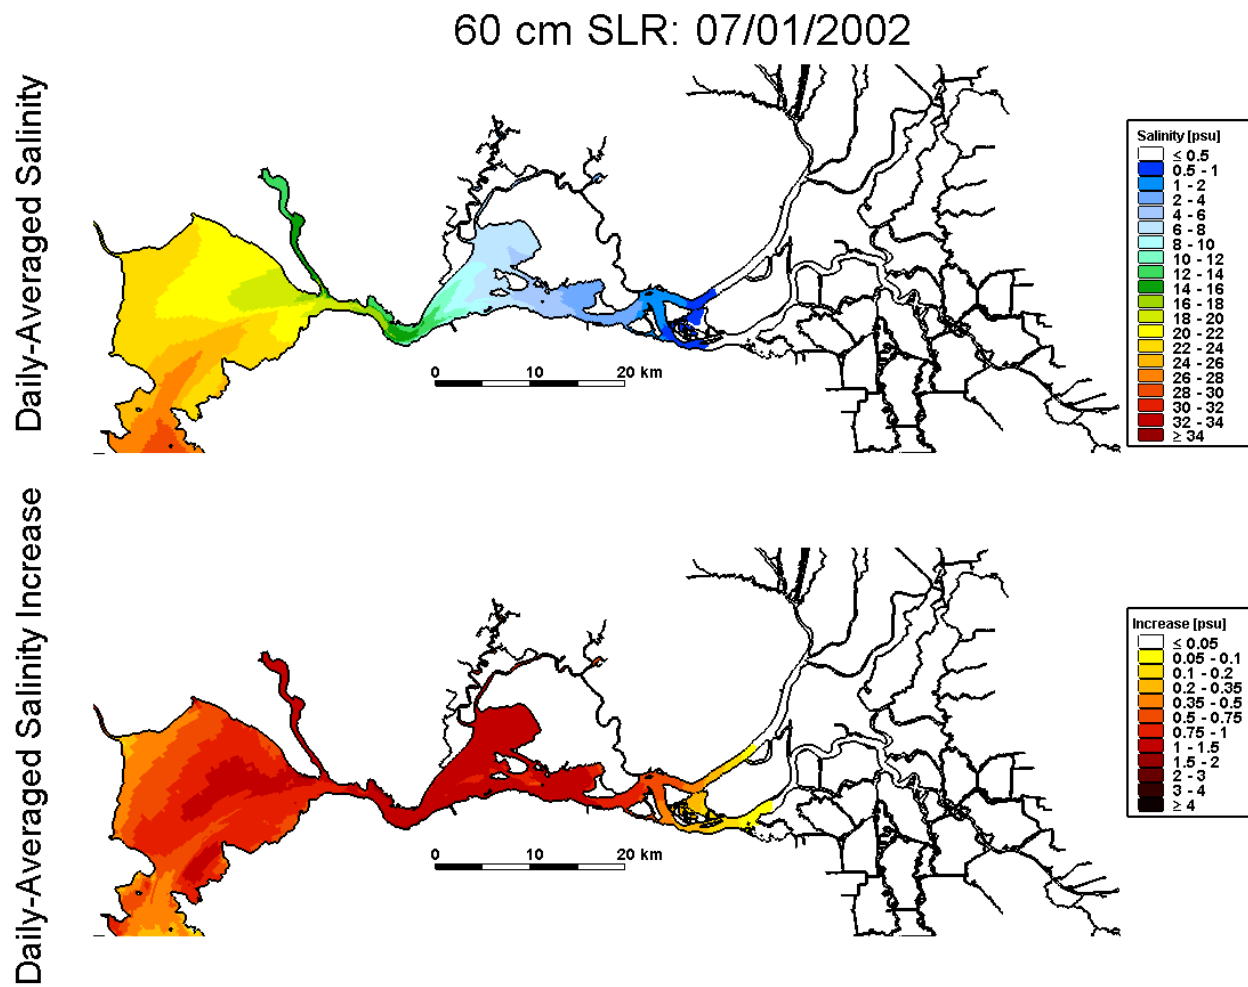 60 cm SLR: 07/01/2002
Daily-Averaged Salinity
Salinity [psu]
≤ 0.5
0.5 - 1
1 - 2
2 - 4
4 - 6
6 - 8
8 - 10
10 - 12
12 - 14
14 - 16
16 - 18
18 - 20
20 - 22
22 - 24
24 - 26
26 - 28
28 - 30
30 - 32
32 - 34
≥ 34
0 10 20 km
Daily-Averaged Salinity Increase
Increase [psu]
≤ 0.05
0.05 - 0.1
0.1 - 0.2
0.2 - 0.35
0.35 - 0.5
0.5 - 0.75
0.75 - 1
1 - 1.5
1.5 - 2
2 - 3
3 - 4
≥ 4
0 10 20 km